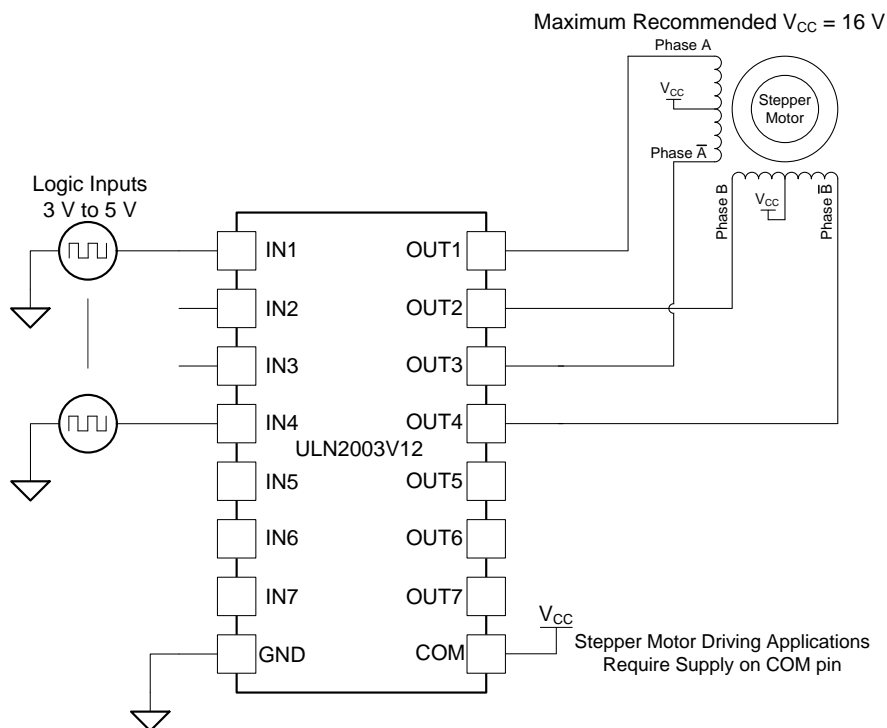 Maximum Recommended VCC = 16 V
Phase A
VCC
Stepper
Motor
Phase A̅
Logic Inputs
3 V to 5 V
Phase B
VCC
Phase B̅
IN1
OUT1
IN2
OUT2
IN3
OUT3
IN4
OUT4
ULN2003V12
IN5
OUT5
IN6
OUT6
IN7
OUT7
GND
COM
VCC
Stepper Motor Driving Applications
Require Supply on COM pin